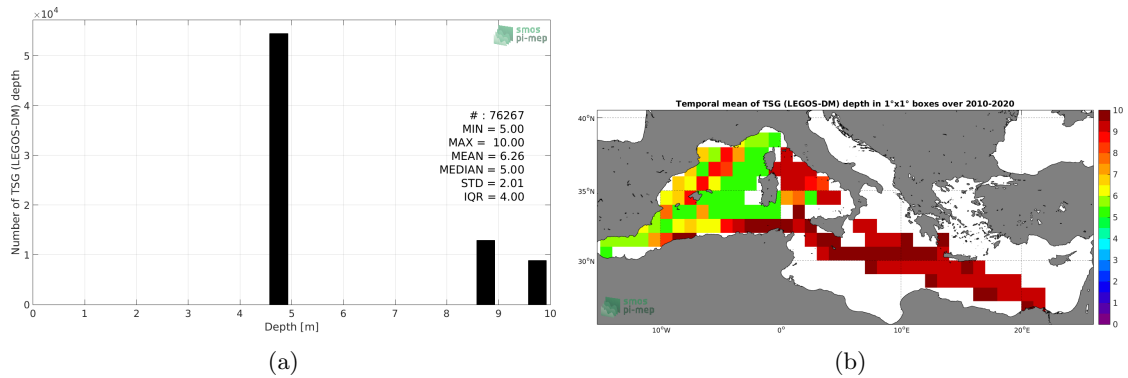 ×10⁴
5
4
3
2
1
0
Number of TSG (LEGOS-DM) depth
smos
pi-mep
# : 76267
MIN = 5.00
MAX = 10.00
MEAN = 6.26
MEDIAN = 5.00
STD = 2.01
IQR = 4.00
0 1 2 3 4 5 6 7 8 9 10
Depth [m]
(a)
Temporal mean of TSG (LEGOS-DM) depth in 1°x1° boxes over 2010-2020
40°N
35°N
30°N
10°W 0° 10°E 20°E
smos
pi-mep
10
9
8
7
6
5
4
3
2
1
0
(b)